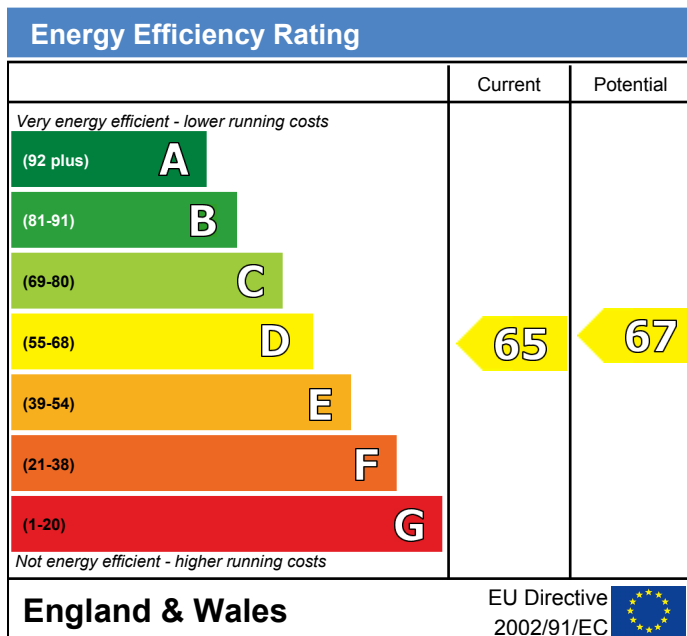 Energy Efficiency Rating
Current Potential
Very energy efficient - lower running costs
(92 plus) A
(81-91) B
(69-80) C
(55-68) D 65 67
(39-54) E
(21-38) F
(1-20) G
Not energy efficient - higher running costs
England & Wales
EU Directive
2002/91/EC